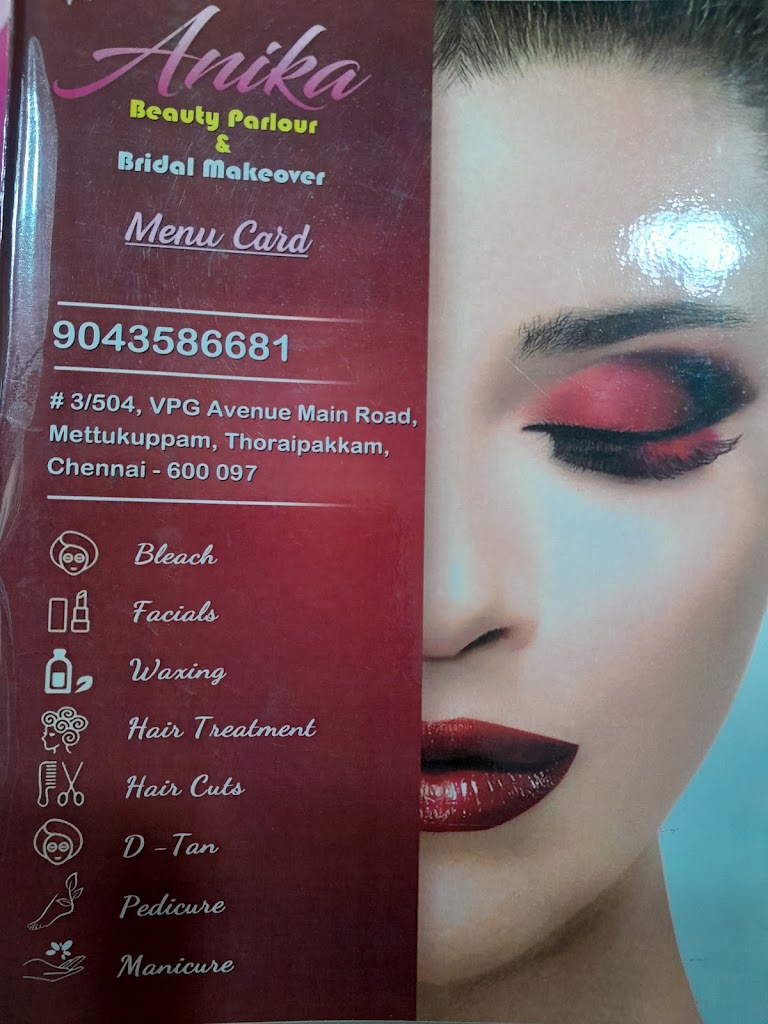 Anika
Beauty Parlour
&
Bridal Makeover
Menu Card
9043586681
# 3/504, VPG Avenue Main Road,
Mettukuppam, Thoraipakkam,
Chennai - 600 097
Bleach
Facials
Waxing
Hair Treatment
Hair Cuts
D - Tan
Pedicure
Manicure